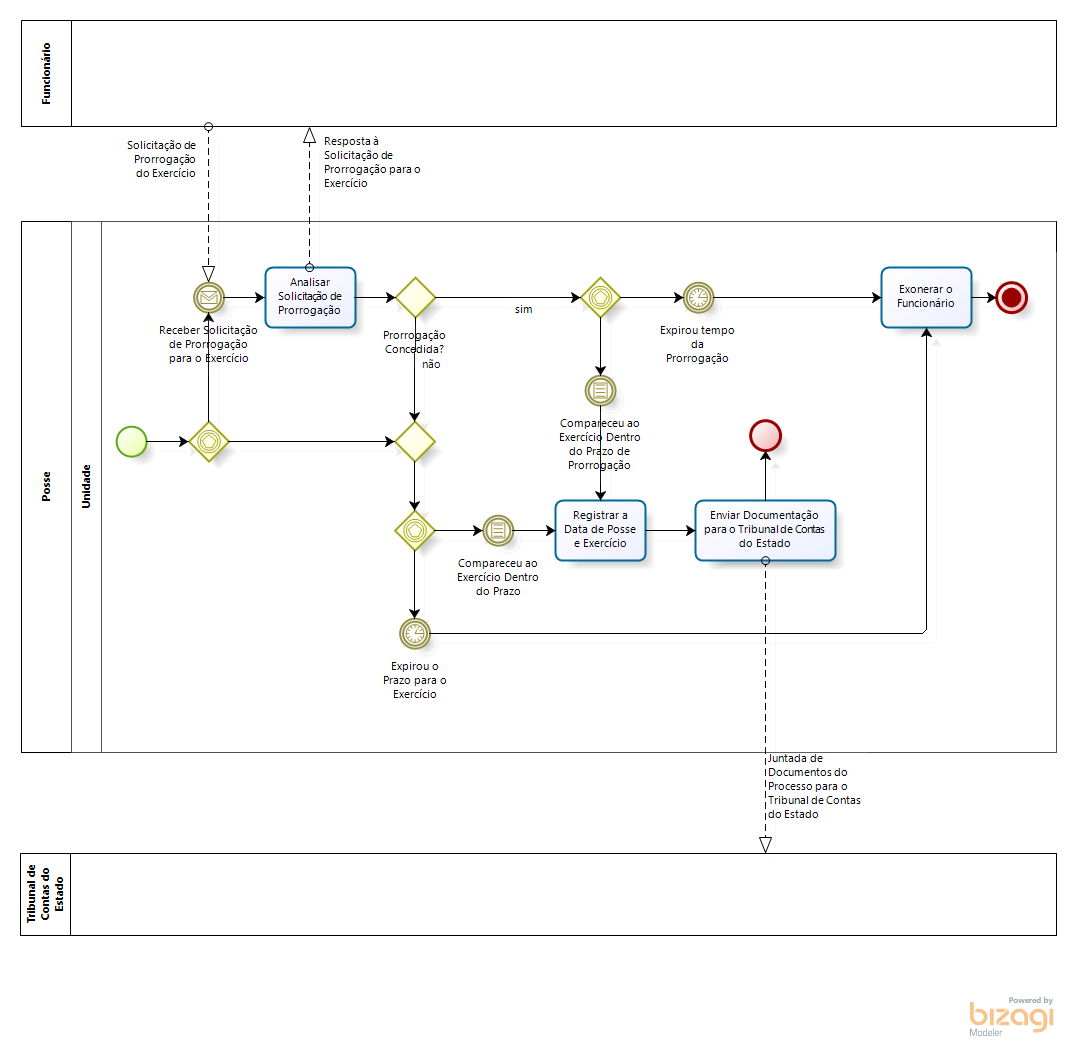 Funcionário
Solicitação de
Prorrogação
do Exercício
Resposta à
Solicitação de
Prorrogação para o
Exercício
Posse
Unidade
Analisar
Solicitação de
Prorrogação
Receber Solicitação
de Prorrogação
para o Exercício
Prorrogação
Concedida?
não
sim
Expirou tempo
da
Prorrogação
Exonerar o
Funcionário
Compareceu ao
Exercício Dentro
do Prazo de
Prorrogação
Compareceu ao
Exercício Dentro
do Prazo
Registrar a
Data de Posse
e Exercício
Enviar Documentação
para o Tribunal de Contas
do Estado
Expirou o
Prazo para o
Exercício
Juntada de
Documentos do
Processo para o
Tribunal de Contas
do Estado
Tribunal de
Contas do
Estado
Powered by
bizagi
Modeler